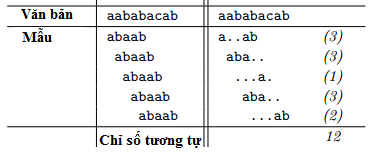 Văn bản aababacab aababacab
Mẫu abaab a..ab (3)
abaab aba.. (3)
abaab ...a. (1)
abaab aba.. (3)
abaab ...ab (2)
Chỉ số tương tự 12